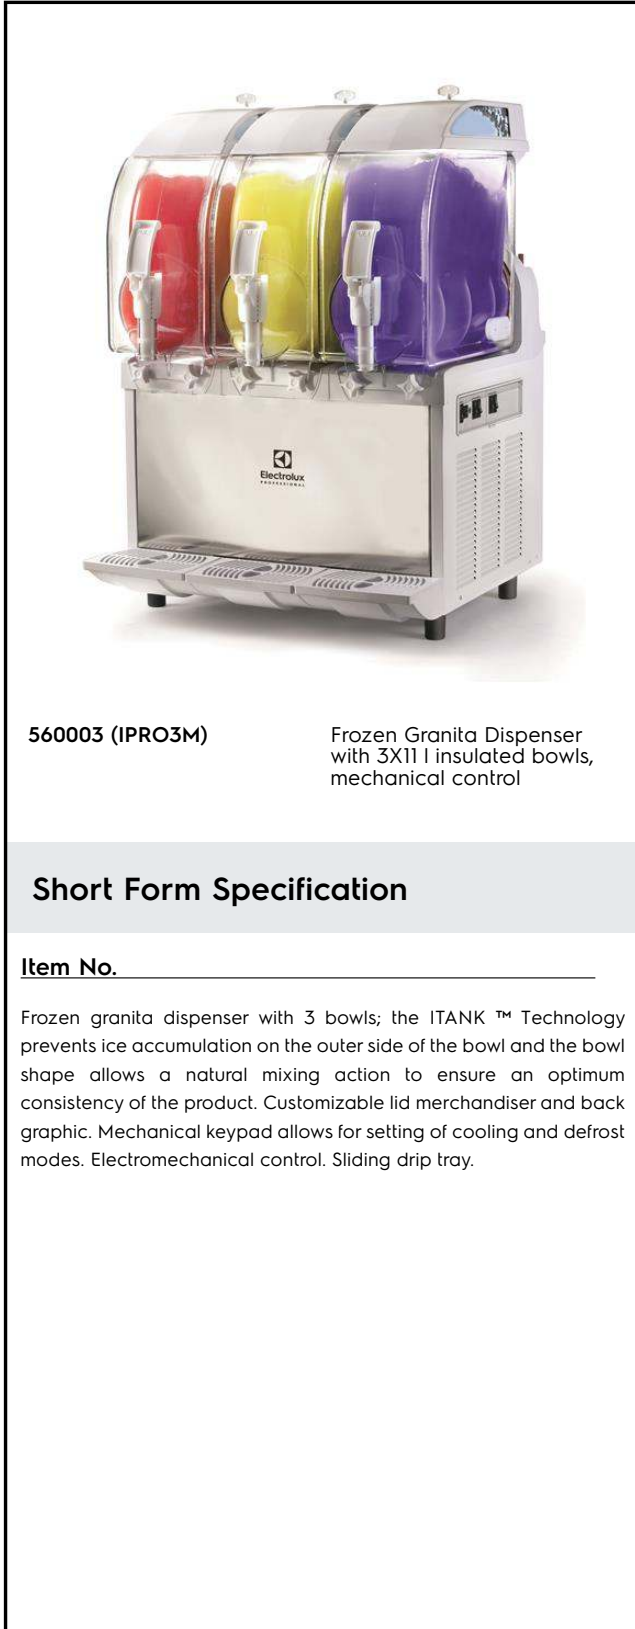 Electrolux
PROFESSIONAL
560003 (IPRO3M)
Frozen Granita Dispenser
with 3X11 l insulated bowls,
mechanical control
Short Form Specification
Item No.
Frozen granita dispenser with 3 bowls; the ITANK ™ Technology
prevents ice accumulation on the outer side of the bowl and the bowl
shape allows a natural mixing action to ensure an optimum
consistency of the product. Customizable lid merchandiser and back
graphic. Mechanical keypad allows for setting of cooling and defrost
modes. Electromechanical control. Sliding drip tray.